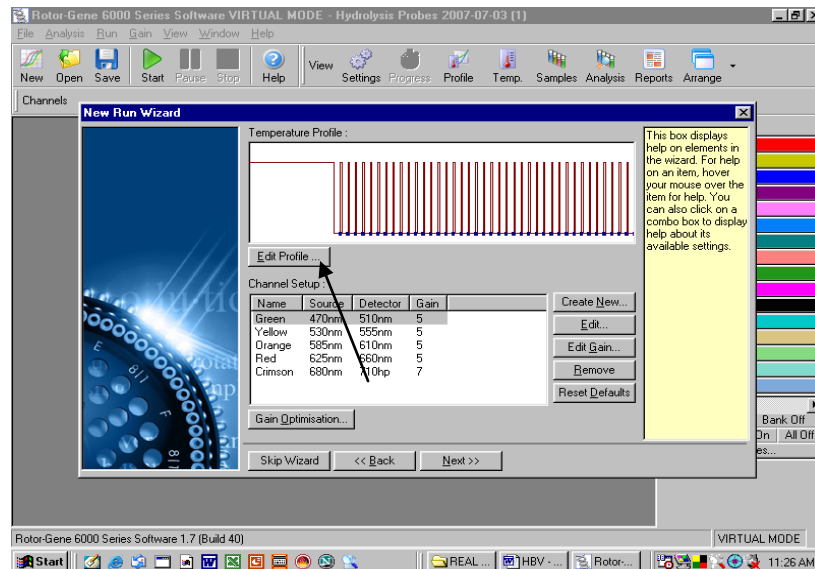 Rotor-Gene 6000 Series Software VIRTUAL MODE - Hydrolysis Probes 2007-07-03 (1)
File Analysis Run Gain View Window Help
New Open Save Start Pause Stop Help View Settings Progress Profile Temp. Samples Analysis Reports Arrange
Channels
New Run Wizard
Temperature Profile :
This box displays
help on elements in
the wizard. For help
on an item, hover
your mouse over the
item for help. You
can also click on a
combo box to display
help about its
available settings.
Edit Profile ...
Channel Setup :
Name Source Detector Gain
Green 470nm 510nm 5
Yellow 530nm 555nm 5
Orange 585nm 610nm 5
Red 625nm 660nm 5
Crimson 680nm 710hp 7
Create New...
Edit...
Edit Gain...
Remove
Reset Defaults
Gain Optimisation...
Bank Off
On All Off
es...
Skip Wizard << Back Next >>
Rotor-Gene 6000 Series Software 1.7 (Build 40) VIRTUAL MODE
Start REAL ... HBV - ... Rotor-... 11:26 AM